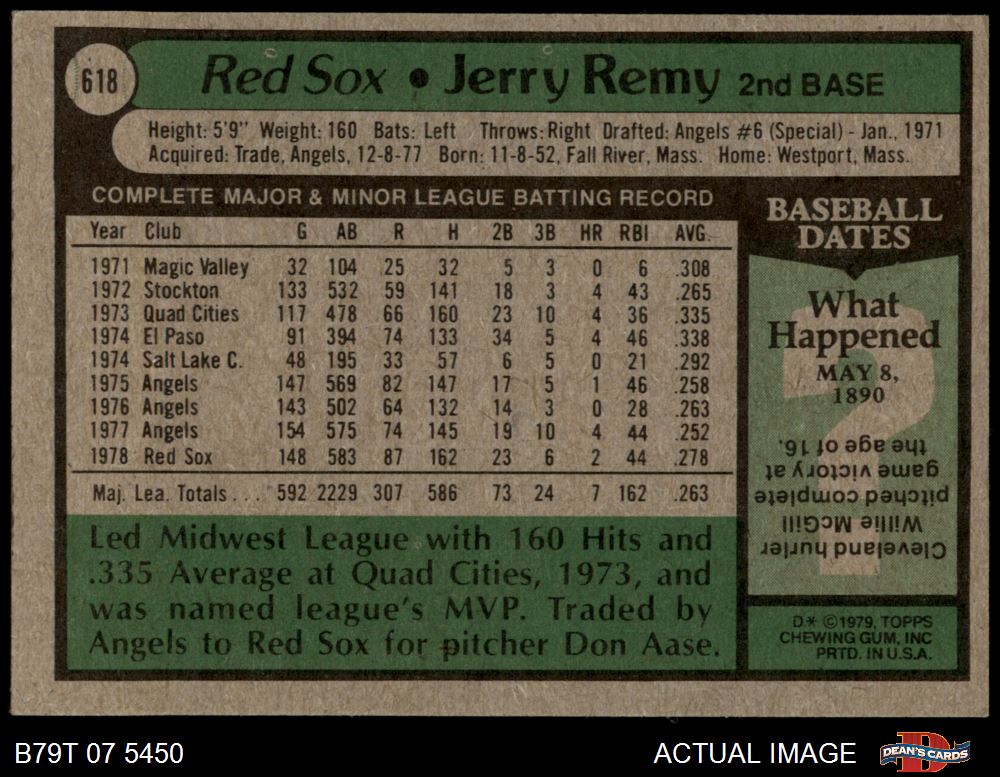 618
Red Sox • Jerry Remy 2nd BASE
Height: 5'9" Weight: 160 Bats: Left Throws: Right Drafted: Angels #6 (Special) - Jan., 1971
Acquired: Trade, Angels, 12-8-77 Born: 11-8-52, Fall River, Mass. Home: Westport, Mass.
COMPLETE MAJOR & MINOR LEAGUE BATTING RECORD
Year Club G AB R H 2B 3B HR RBI AVG.
1971 Magic Valley 32 104 25 32 5 3 0 6 .308
1972 Stockton 133 532 59 141 18 3 4 43 .265
1973 Quad Cities 117 478 66 160 23 10 4 36 .335
1974 El Paso 91 394 74 133 34 5 4 46 .338
1974 Salt Lake C. 48 195 33 57 6 5 0 21 .292
1975 Angels 147 569 82 147 17 5 1 46 .258
1976 Angels 143 502 64 132 14 3 0 28 .263
1977 Angels 154 575 74 145 19 10 4 44 .252
1978 Red Sox 148 583 87 162 23 6 2 44 .278
Maj. Lea. Totals . . . 592 2229 307 586 73 24 7 162 .263
Led Midwest League with 160 Hits and
.335 Average at Quad Cities, 1973, and
was named league's MVP. Traded by
Angels to Red Sox for pitcher Don Aase.
BASEBALL
DATES
What
Happened
MAY 8,
1890
?
Cleveland hurler
Willie McGill
pitched complete
game victory at
the age of 16.
D* ©1979, TOPPS
CHEWING GUM, INC
PRTD. IN U.S.A.
B79T 07 5450
ACTUAL IMAGE
D
DEAN'S CARDS